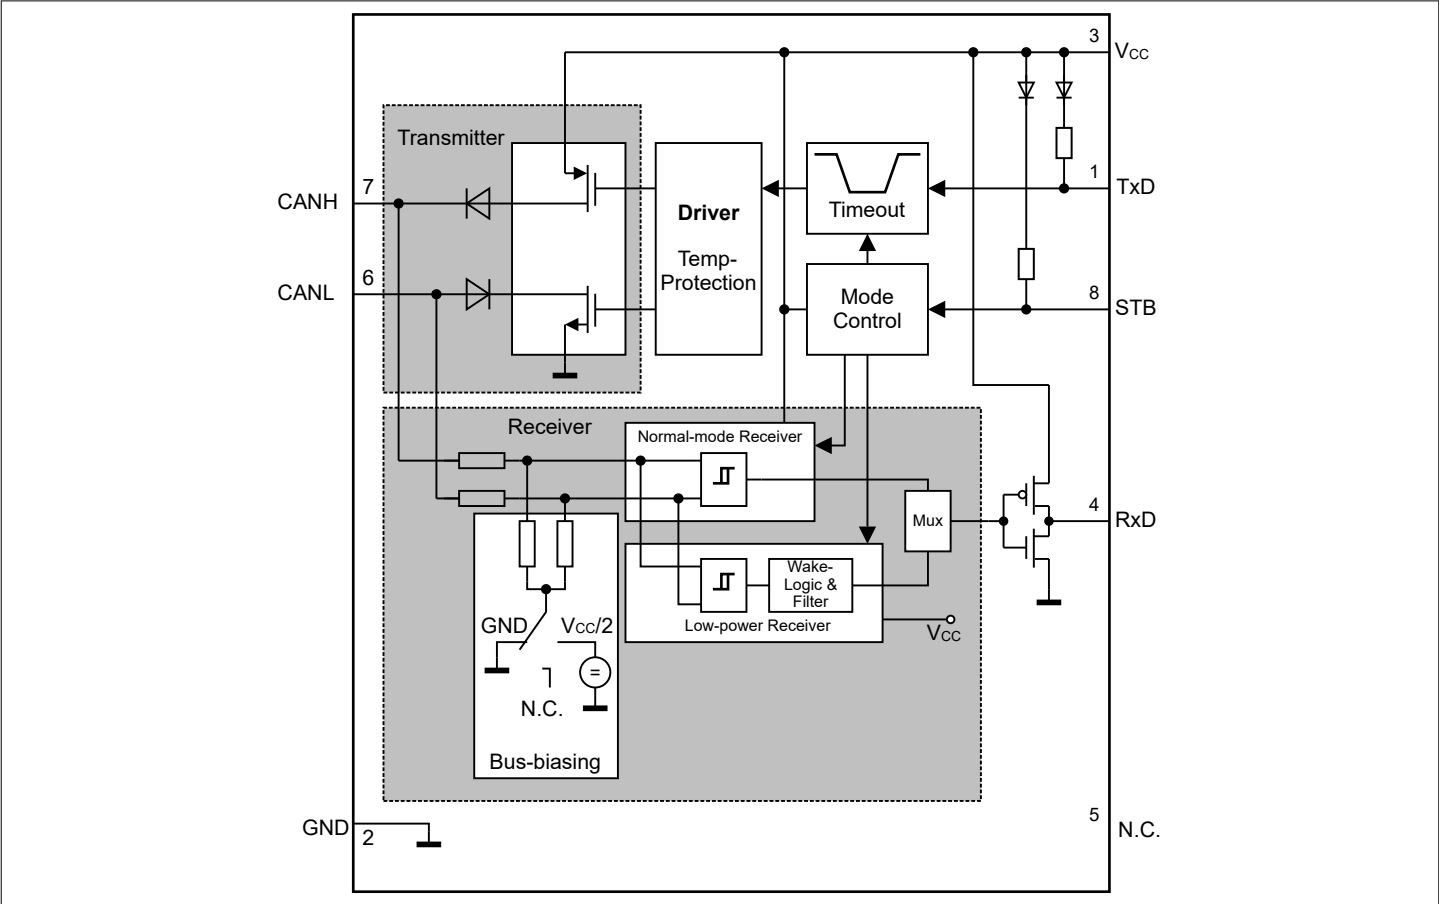 3
VCC
Transmitter
7
CANH
1
TxD
Driver
Temp-
Protection
Timeout
6
CANL
Mode
Control
8
STB
Receiver
Normal-mode Receiver
Mux
4
RxD
Wake-
Logic &
Filter
Low-power Receiver
VCC
GND
VCC/2
=
N.C.
Bus-biasing
GND
2
5
N.C.